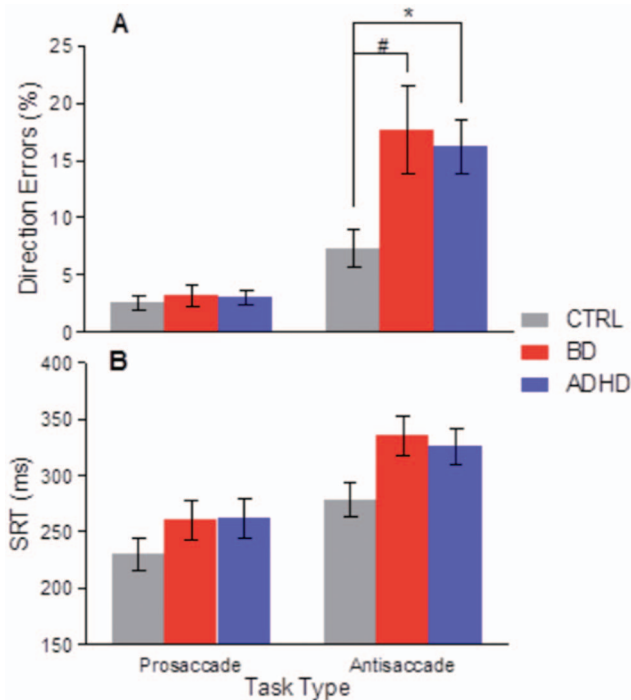 A
*
#
25
20
15
10
5
0
Direction Errors (%)
CTRL
BD
ADHD
B
400
350
300
250
200
150
SRT (ms)
Prosaccade
Antisaccade
Task Type